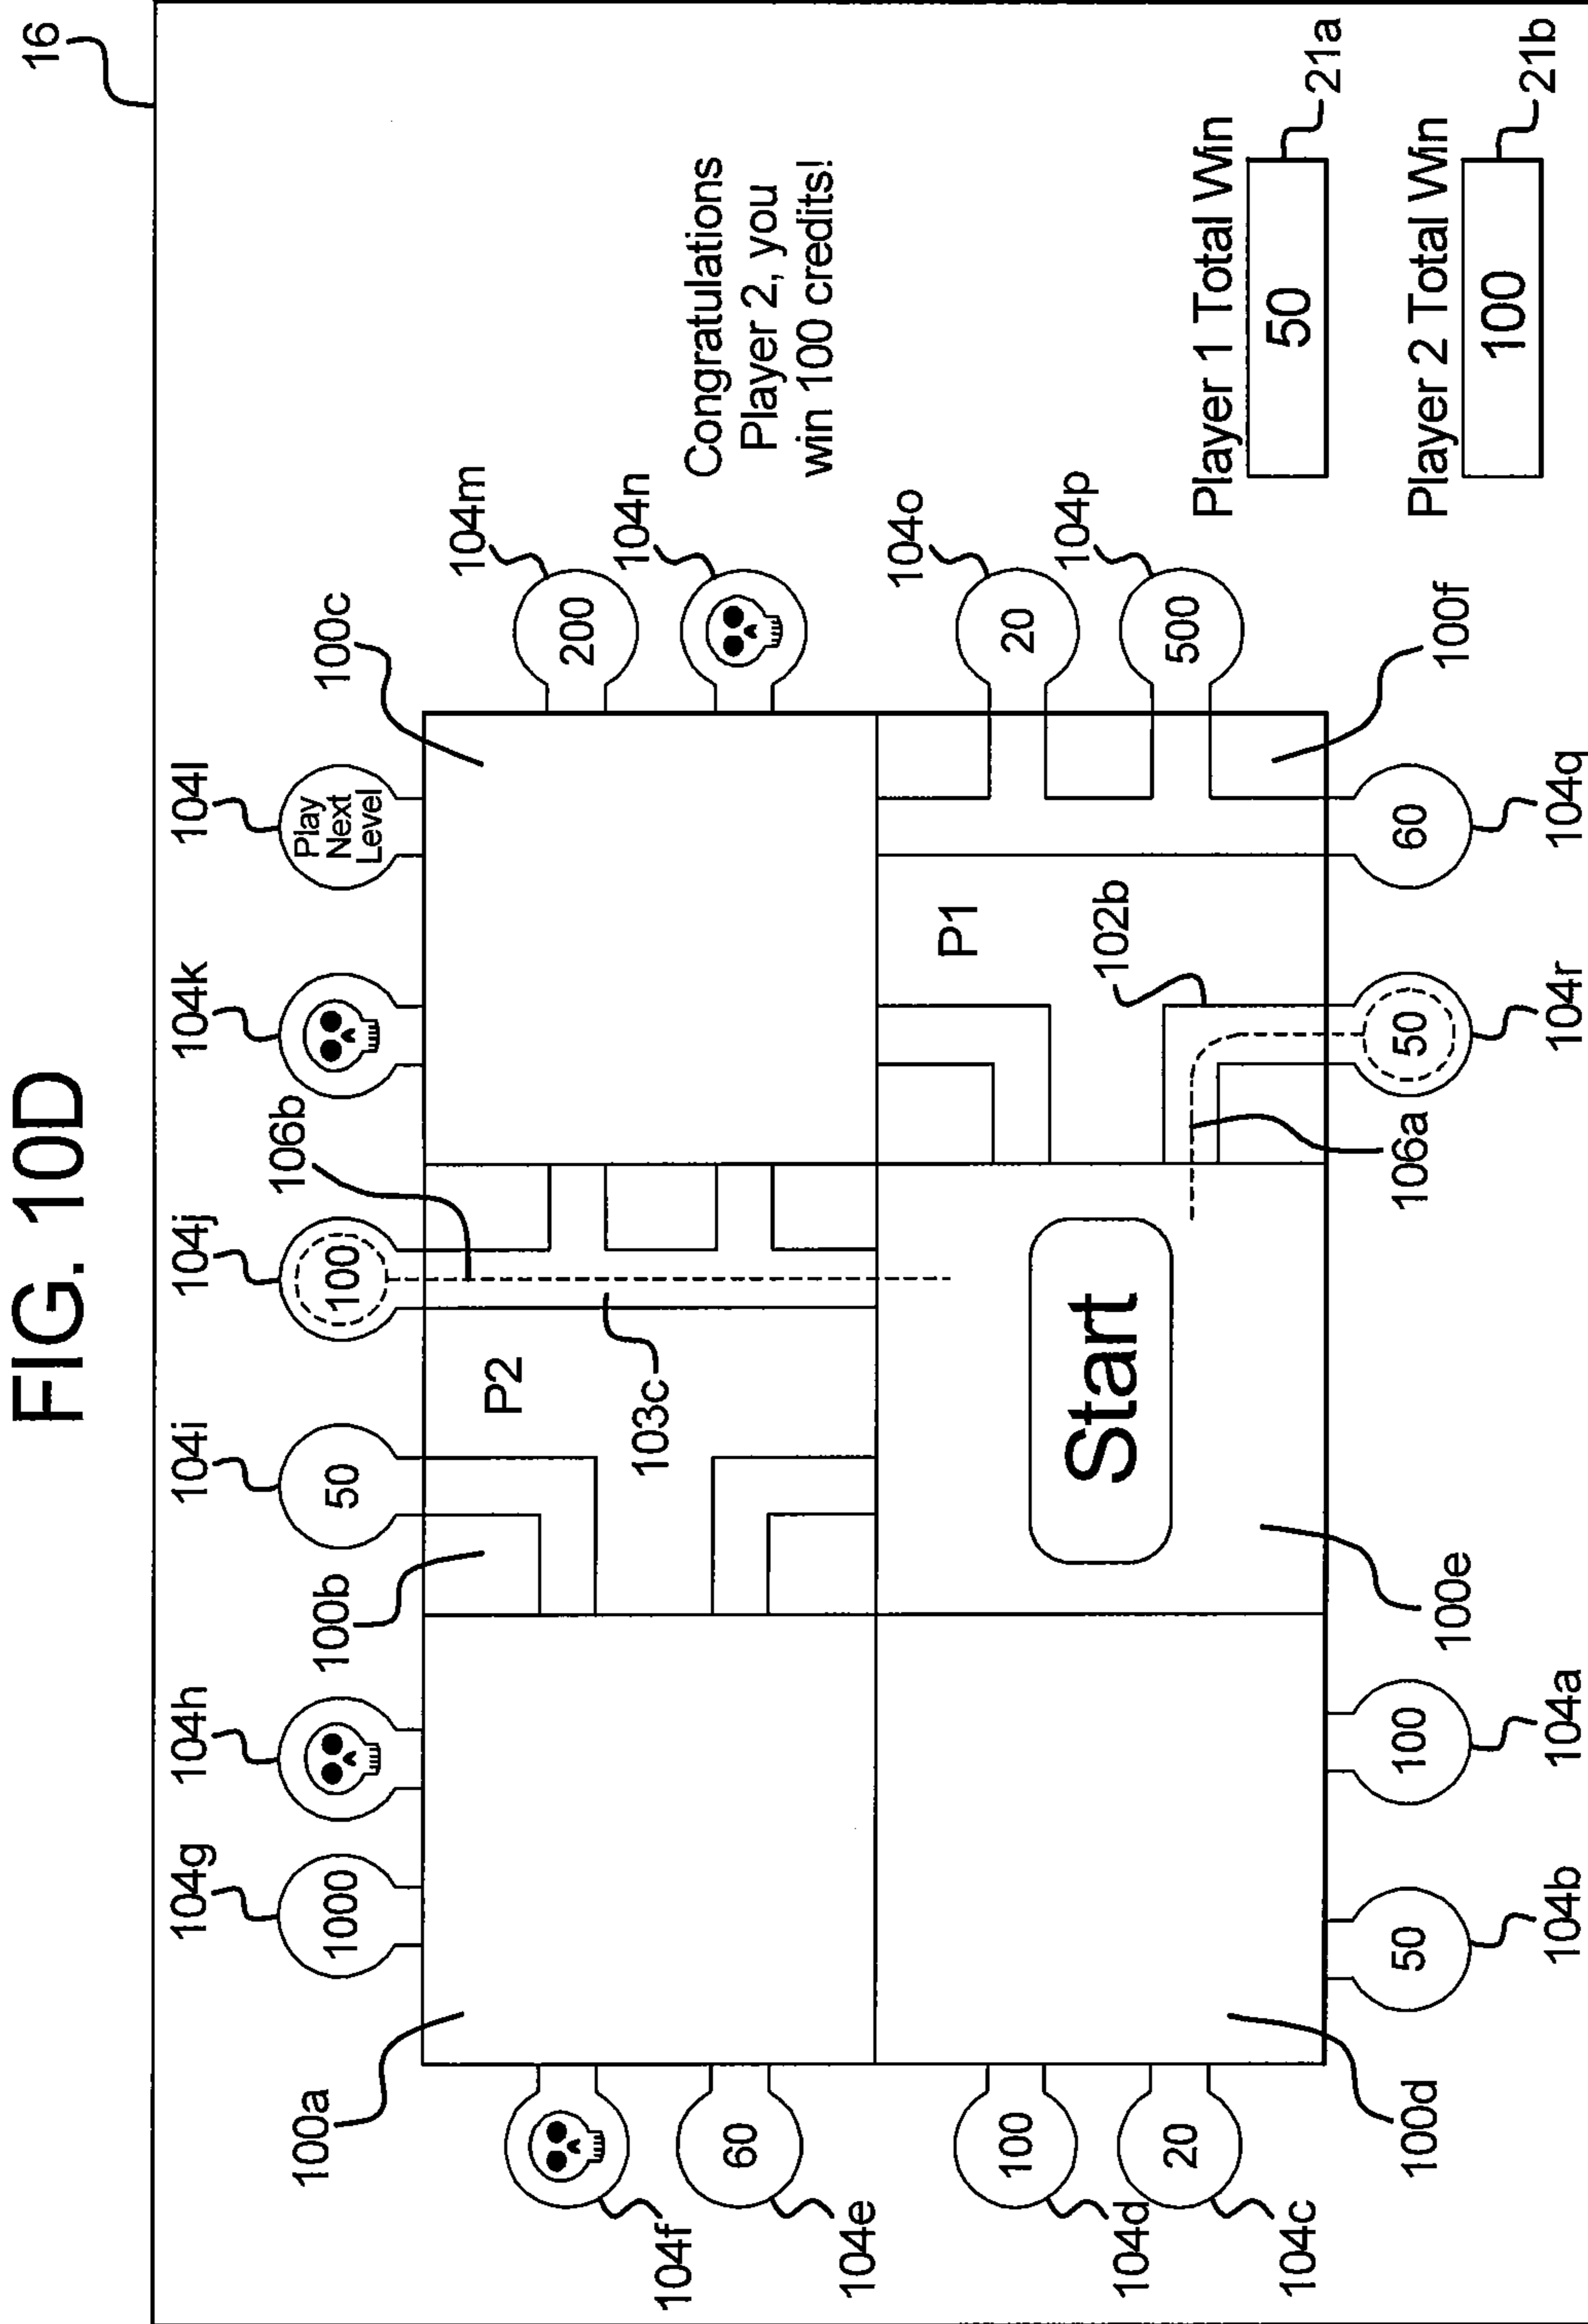 FIG. 10D
16
104g
104h
104i
104j
104k
104l
1000
50
100
Play
Next
Level
100a
100b
106b
100c
104f
104m
200
P2
104n
60
104e
103c
Congratulations
Player 2, you
win 100 credits!
100
104d
Start
P1
20
104o
20
104c
102b
500
104p
Player 1 Total Win
50
21a
100d
100e
106a
100f
50
104b
100
104a
50
104r
60
104q
Player 2 Total Win
100
21b